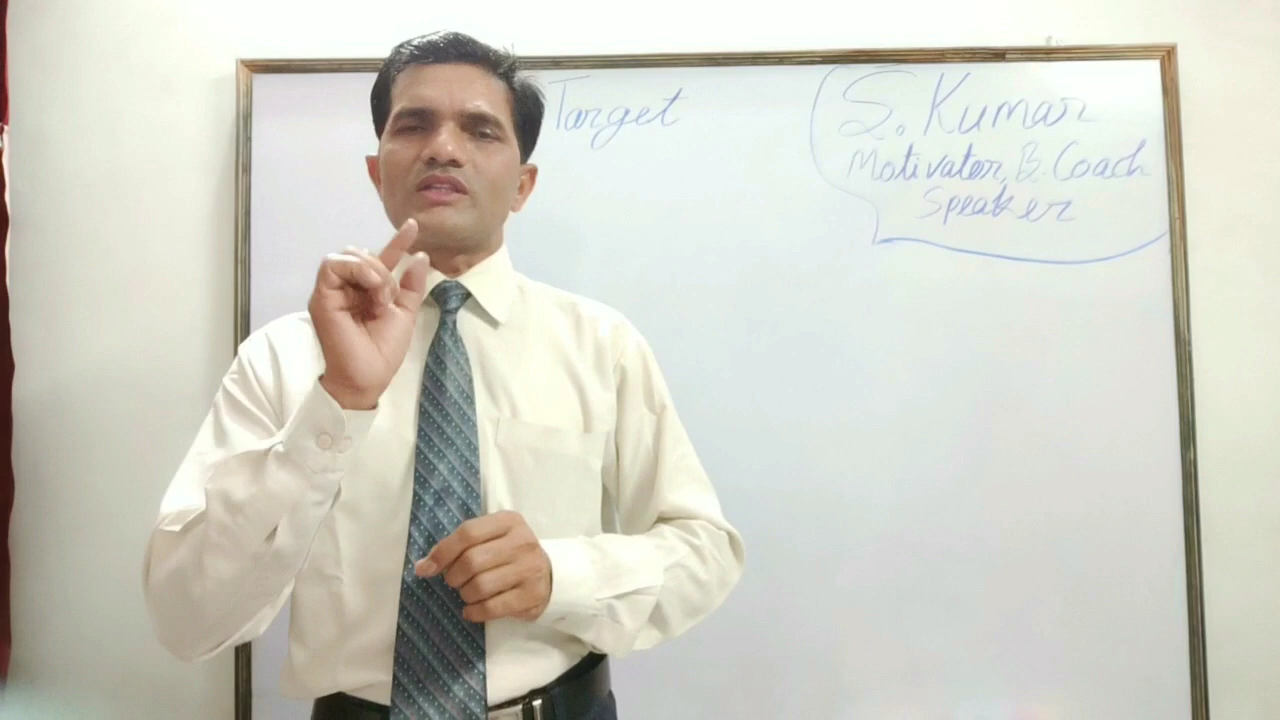 Target
S. Kumar
Motivator, B. Coach
Speaker